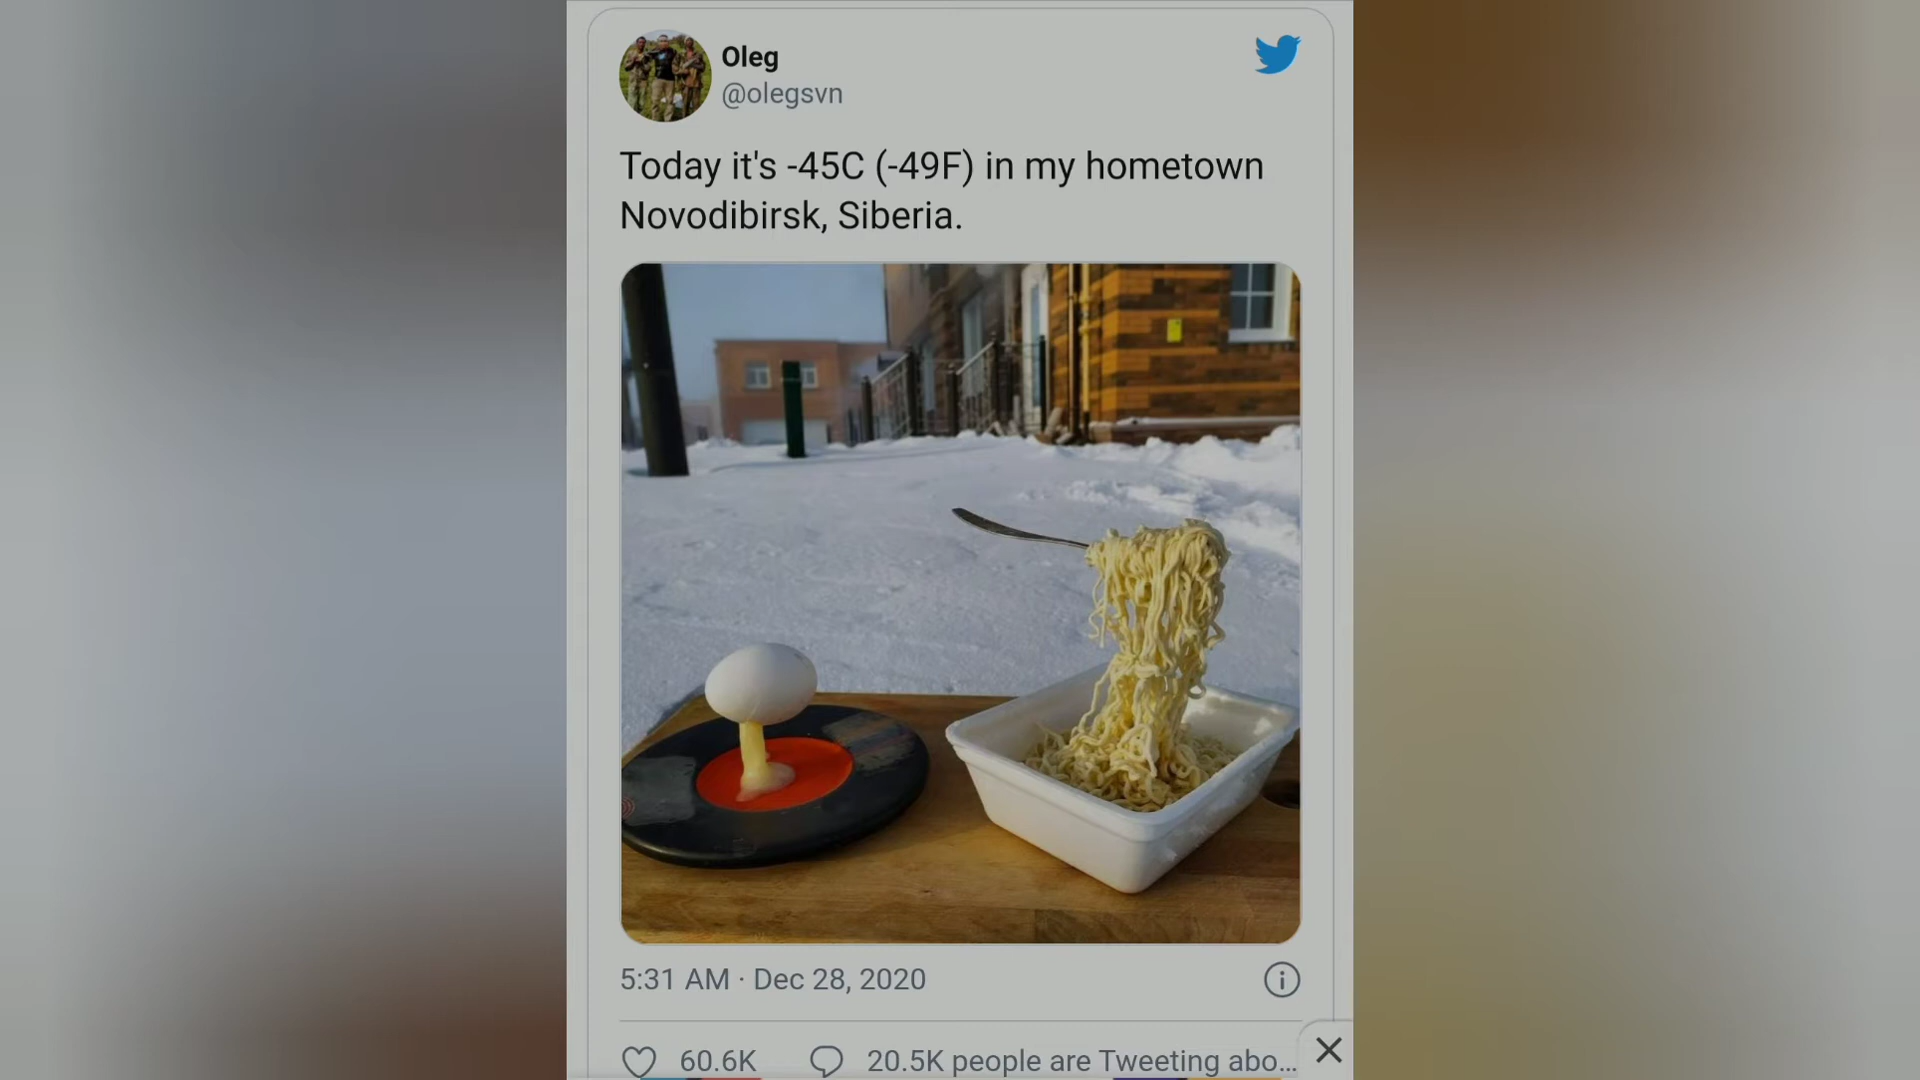 Oleg
@olegsvn
Today it's -45C (-49F) in my hometown
Novodibirsk, Siberia.
5:31 AM · Dec 28, 2020
60.6K
20.5K people are Tweeting abo...